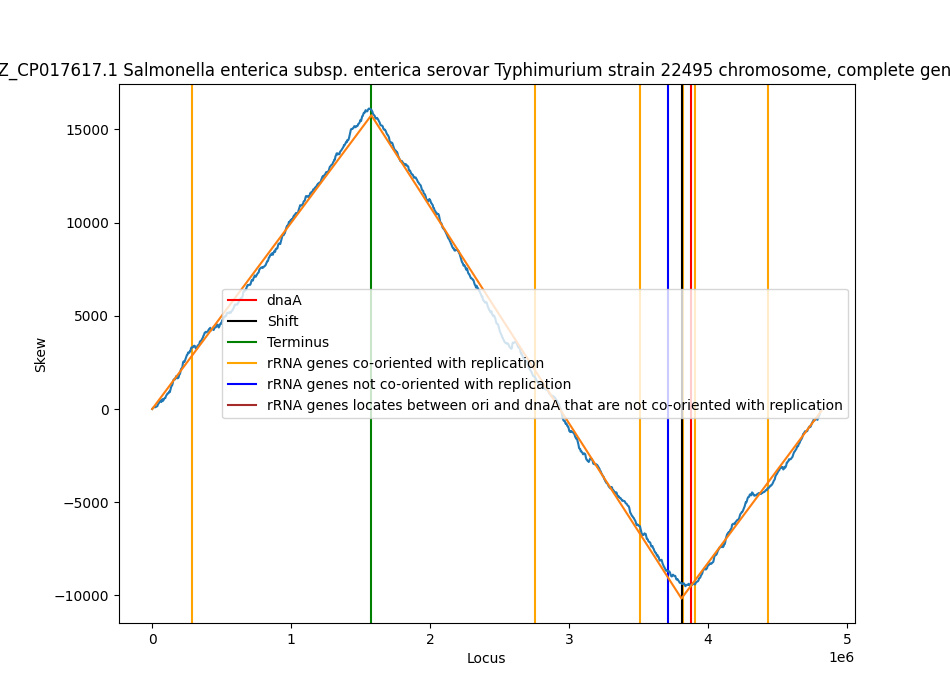 Z_CP017617.1 Salmonella enterica subsp. enterica serovar Typhimurium strain 22495 chromosome, complete gen
15000
10000
5000
0
−5000
−10000
Skew
dnaA
Shift
Terminus
rRNA genes co-oriented with replication
rRNA genes not co-oriented with replication
rRNA genes locates between ori and dnaA that are not co-oriented with replication
0 1 2 3 4 5
1e6
Locus